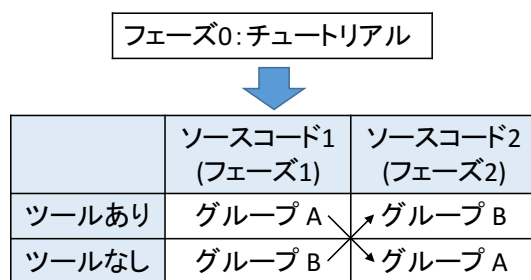 フェーズ0：チュートリアル
ソースコード1 ソースコード2
(フェーズ1) (フェーズ2)
ツールあり グループ A グループ B
ツールなし グループ B グループ A